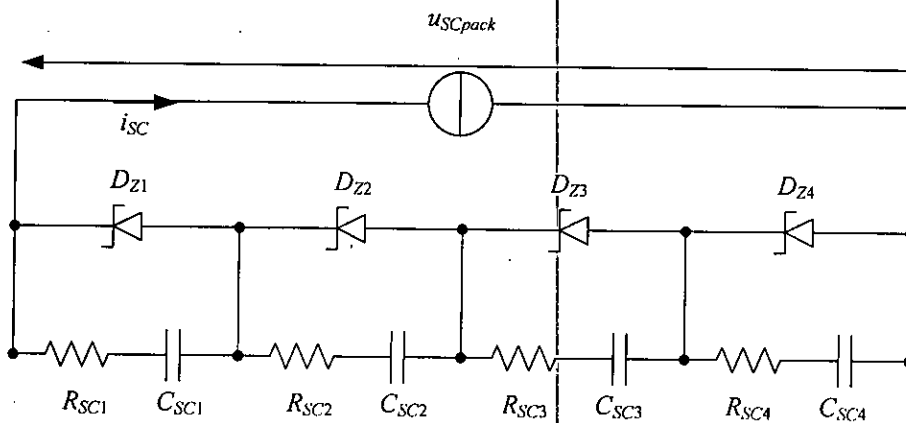 u_SCpack
i_SC
D_Z1 D_Z2 D_Z3 D_Z4
R_SC1 C_SC1 R_SC2 C_SC2 R_SC3 C_SC3 R_SC4 C_SC4